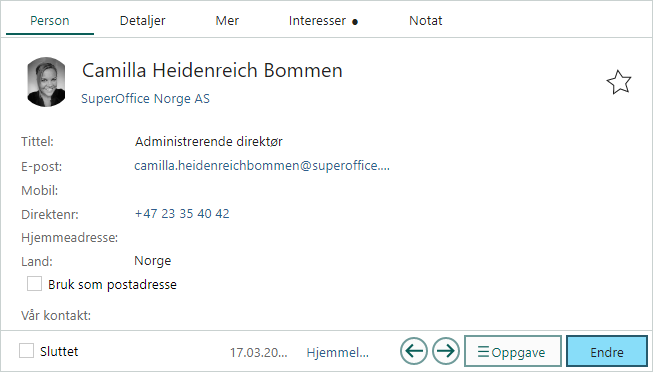 Person Detaljer Mer Interesser ● Notat
Camilla Heidenreich Bommen
SuperOffice Norge AS
Tittel: Administrerende direktør
E-post: camilla.heidenreichbommen@superoffice....
Mobil:
Direktenr: +47 23 35 40 42
Hjemmeadresse:
Land: Norge
Bruk som postadresse
Vår kontakt:
Sluttet 17.03.20... Hjemmel... Oppgave Endre